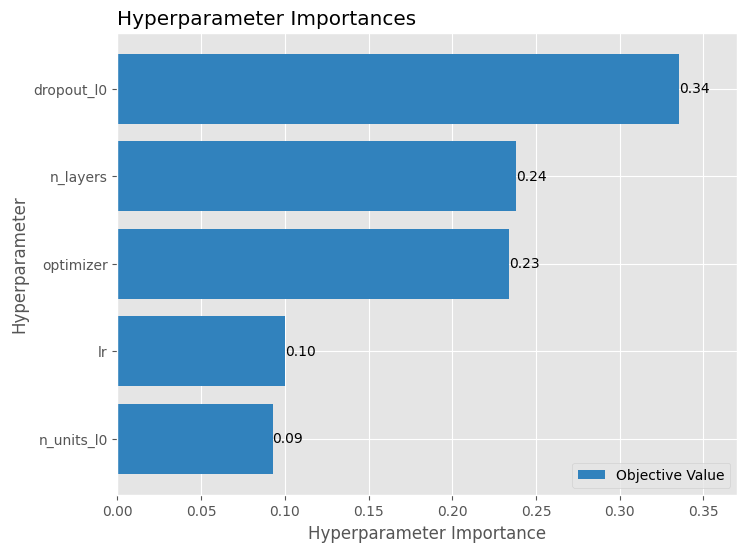 Hyperparameter Importances
Hyperparameter
dropout_l0
0.34
n_layers
0.24
optimizer
0.23
lr
0.10
n_units_l0
0.09
Objective Value
0.00 0.05 0.10 0.15 0.20 0.25 0.30 0.35
Hyperparameter Importance